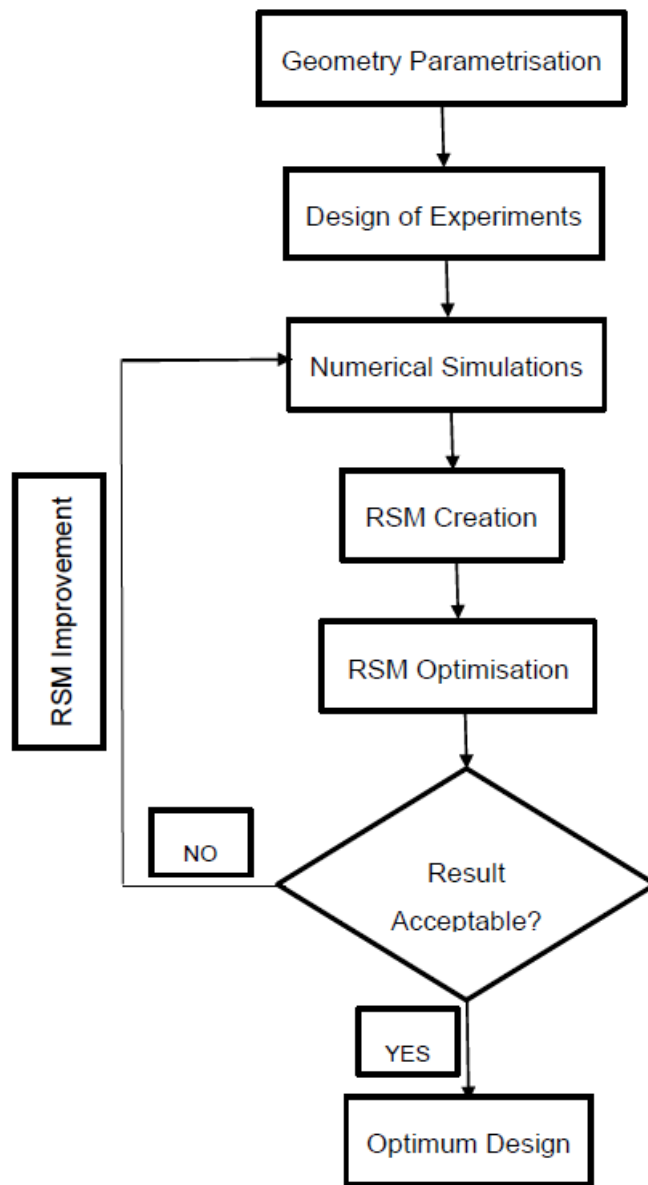 Geometry Parametrisation
Design of Experiments
Numerical Simulations
RSM Creation
RSM Improvement
RSM Optimisation
NO
Result
Acceptable?
YES
Optimum Design